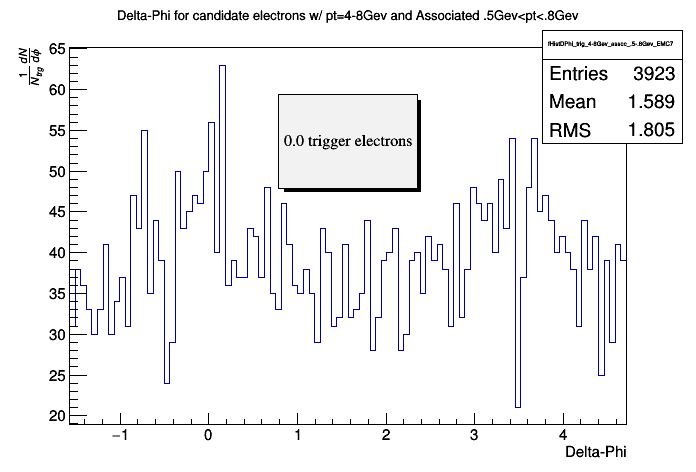 Delta-Phi for candidate electrons w/ pt=4-8Gev and Associated .5Gev<pt<.8Gev
fHistDPhi_trig_4-8Gev_assoc_.5-.8Gev_EMC7
Entries 3923
Mean 1.589
RMS 1.805
1 dN
N_trg dϕ
0.0 trigger electrons
65
60
55
50
45
40
35
30
25
20
−1 0 1 2 3 4
Delta-Phi